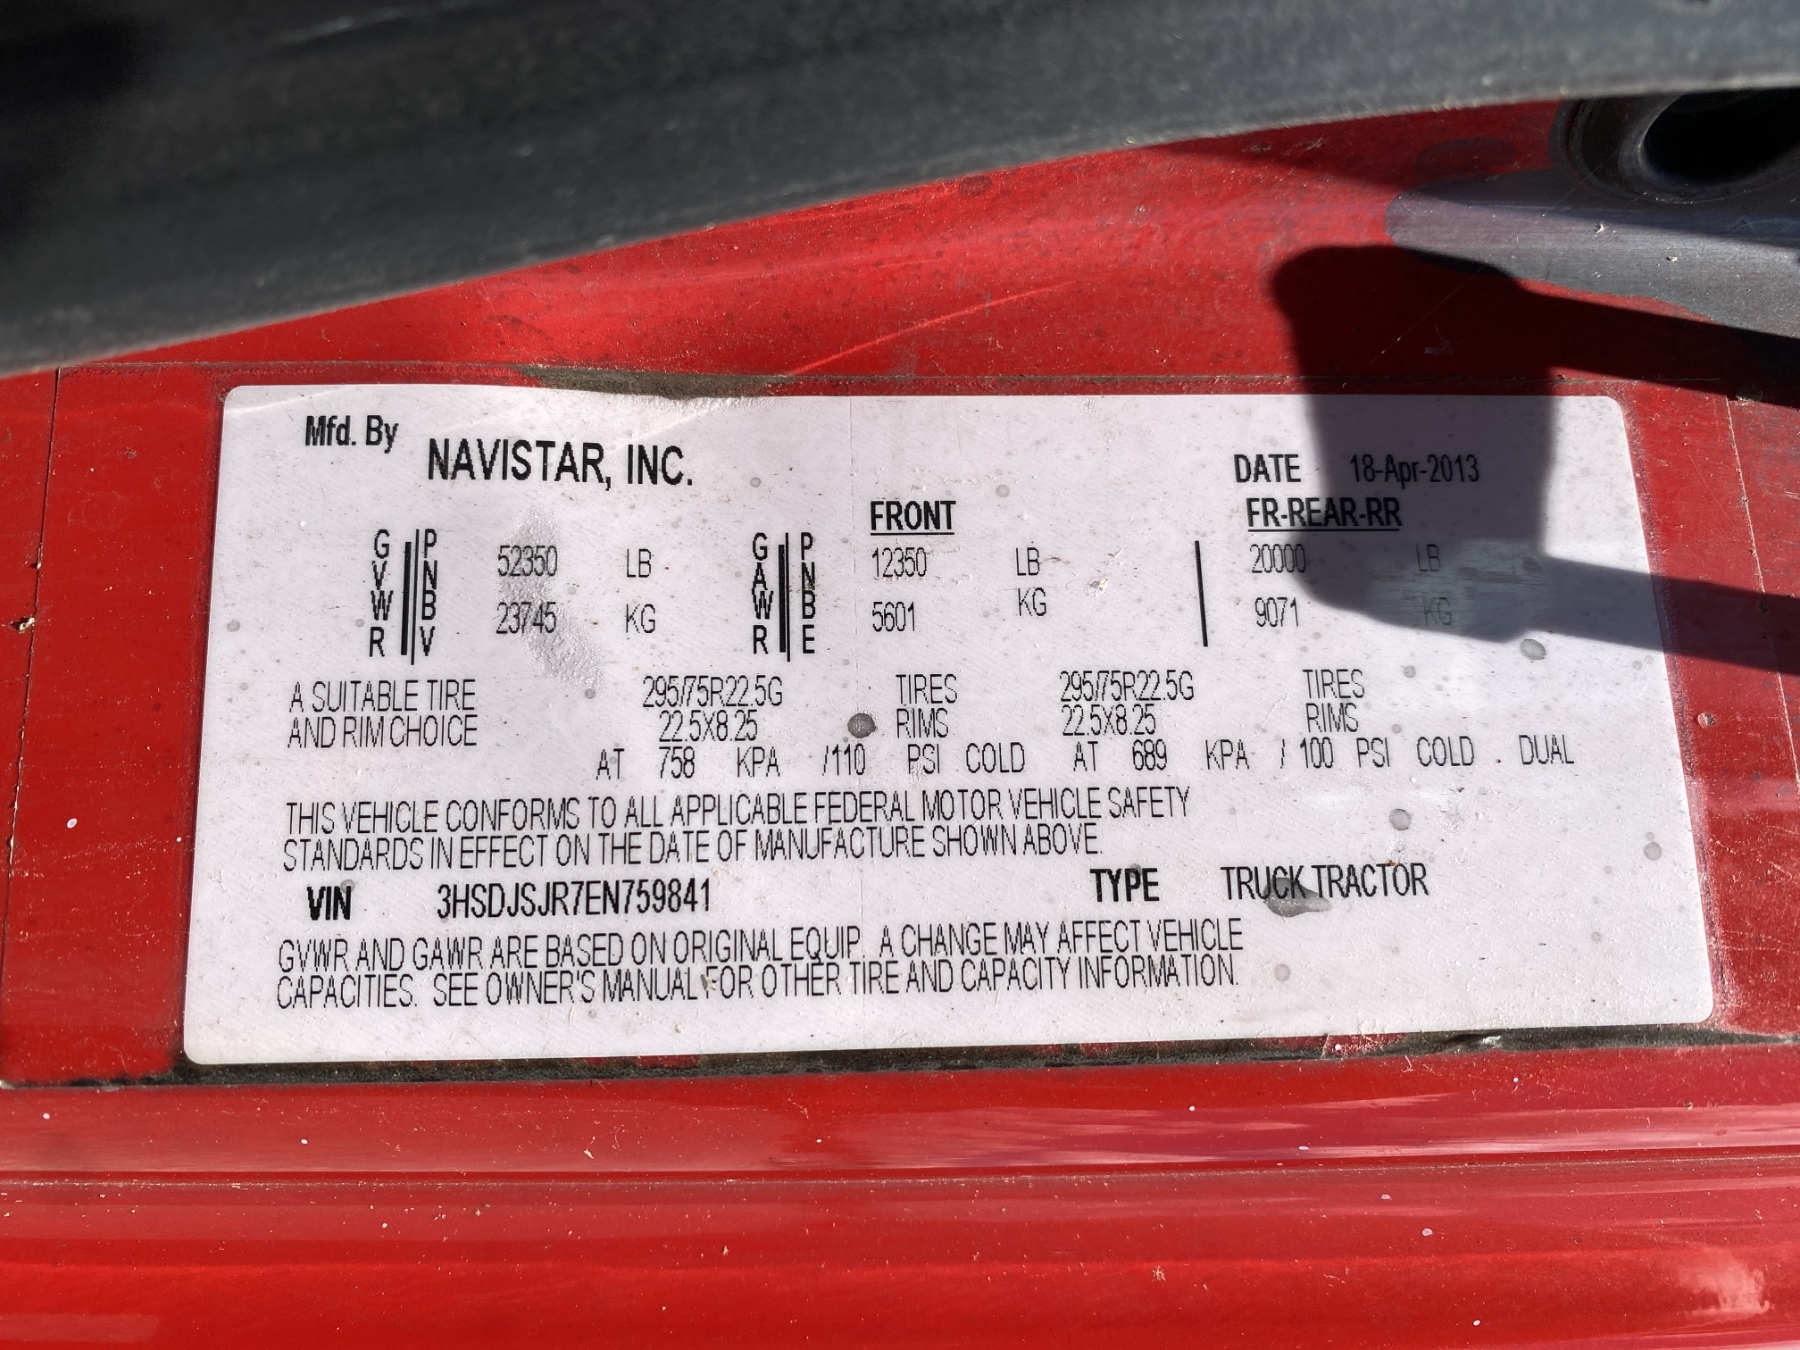 Mfd. By NAVISTAR, INC.
DATE 18-Apr-2013
FRONT FR-REAR-RR
GVWR PNBV 52350 LB GAWR PNBE 12350 LB 20000 LB
23745 KG 5601 KG 9071 KG
A SUITABLE TIRE 295/75R22.5G TIRES 295/75R22.5G TIRES
AND RIM CHOICE 22.5X8.25 RIMS 22.5X8.25 RIMS
AT 758 KPA /110 PSI COLD AT 689 KPA / 100 PSI COLD . DUAL
THIS VEHICLE CONFORMS TO ALL APPLICABLE FEDERAL MOTOR VEHICLE SAFETY
STANDARDS IN EFFECT ON THE DATE OF MANUFACTURE SHOWN ABOVE.
VIN 3HSDJSJR7EN759841 TYPE TRUCK TRACTOR
GVWR AND GAWR ARE BASED ON ORIGINAL EQUIP. A CHANGE MAY AFFECT VEHICLE
CAPACITIES. SEE OWNER'S MANUAL FOR OTHER TIRE AND CAPACITY INFORMATION.